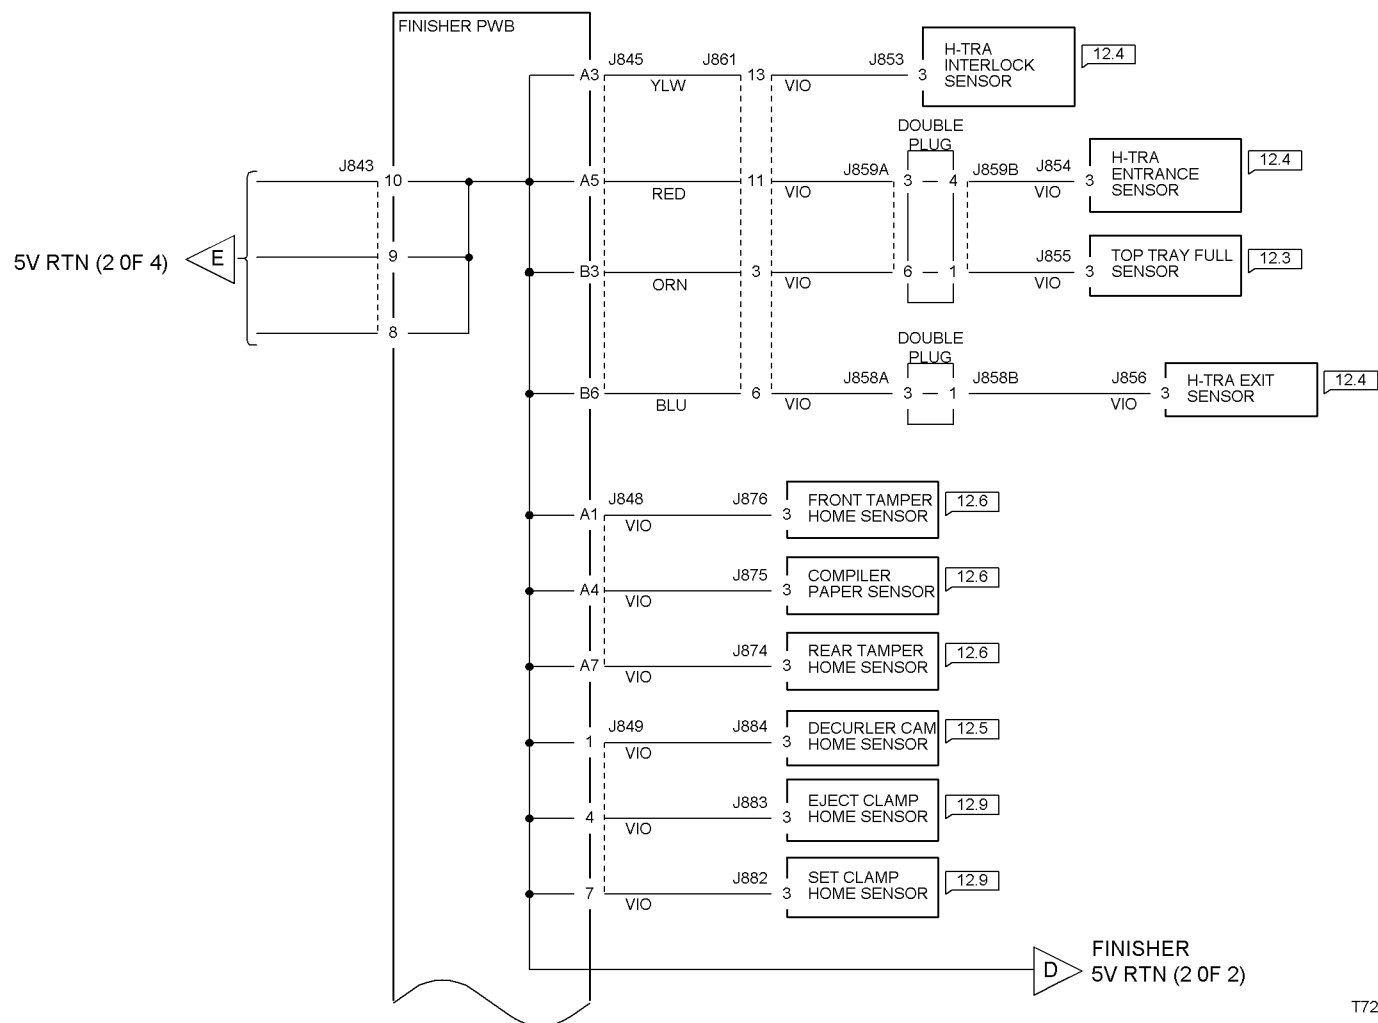 FINISHER PWB
A3
J845
YLW
J861
13
VIO
J853
3
H-TRA
INTERLOCK
SENSOR
12.4
DOUBLE
PLUG
J843
10
A5
RED
11
VIO
J859A
3
4
J859B
J854
VIO
3
H-TRA
ENTRANCE
SENSOR
12.4
5V RTN (2 0F 4)
E
9
B3
ORN
3
VIO
6
1
J855
VIO
3
TOP TRAY FULL
SENSOR
12.3
8
DOUBLE
PLUG
B6
BLU
6
VIO
J858A
3
1
J858B
J856
VIO
3
H-TRA EXIT
SENSOR
12.4
A1
J848
VIO
J876
3
FRONT TAMPER
HOME SENSOR
12.6
A4
VIO
J875
3
COMPILER
PAPER SENSOR
12.6
A7
VIO
J874
3
REAR TAMPER
HOME SENSOR
12.6
1
J849
VIO
J884
3
DECURLER CAM
HOME SENSOR
12.5
4
VIO
J883
3
EJECT CLAMP
HOME SENSOR
12.9
7
VIO
J882
3
SET CLAMP
HOME SENSOR
12.9
D
FINISHER
5V RTN (2 0F 2)
T72